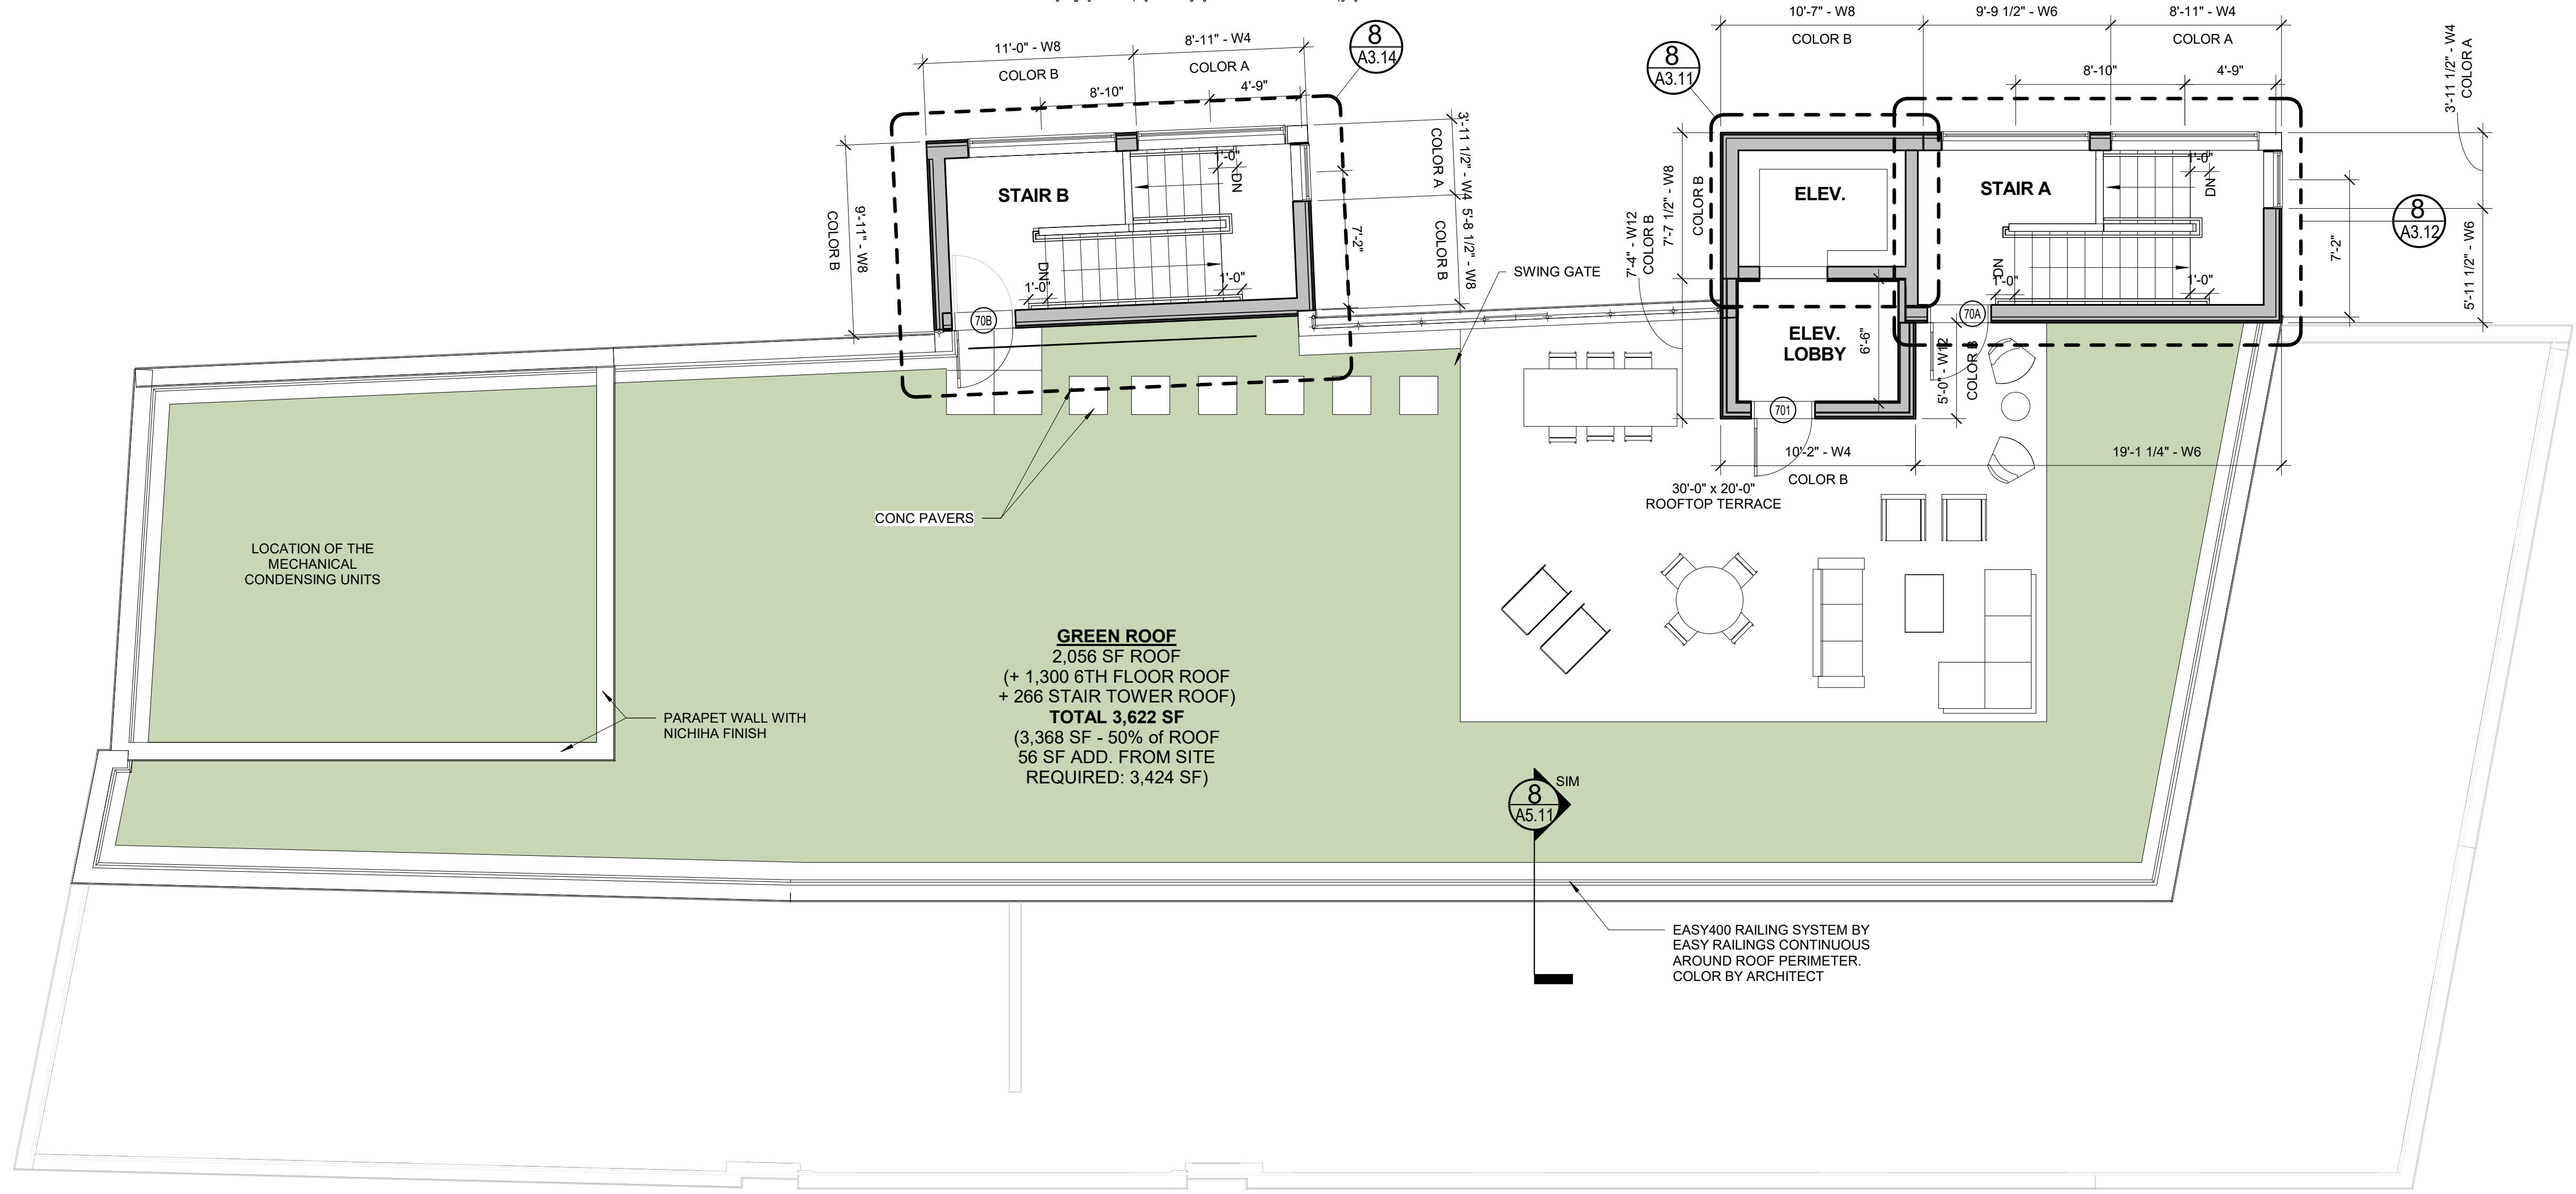 10'-7" - W8
9'-9 1/2" - W6
8'-11" - W4
COLOR B
COLOR A
3'-11 1/2" - W4
COLOR A
11'-0" - W8
8'-11" - W4
COLOR B
COLOR A
8
A3.14
8
A3.11
8'-10"
4'-9"
8'-10"
4'-9"
3'-11 1/2" - W4
COLOR A
5'-8 1/2" - W8
COLOR B
7'-2"
9'-11" - W8
COLOR B
STAIR B
1'-0"
DN
DN
1'-0"
1'-0"
70B
SWING GATE
7'-4" - W12
COLOR B
7'-7 1/2" - W8
COLOR B
ELEV.
STAIR A
1'-0"
DN
DN
1'-0"
1'-0"
8
A3.12
7'-2"
5'-11 1/2" - W6
70A
ELEV.
LOBBY
6'-6"
5'-0" - W12
COLOR B
701
10'-2" - W4
COLOR B
19'-1 1/4" - W6
30'-0" x 20'-0"
ROOFTOP TERRACE
CONC PAVERS
LOCATION OF THE
MECHANICAL
CONDENSING UNITS
GREEN ROOF
2,056 SF ROOF
(+ 1,300 6TH FLOOR ROOF
+ 266 STAIR TOWER ROOF)
TOTAL 3,622 SF
(3,368 SF - 50% of ROOF
56 SF ADD. FROM SITE
REQUIRED: 3,424 SF)
PARAPET WALL WITH
NICHIHA FINISH
8
A5.11
SIM
EASY400 RAILING SYSTEM BY
EASY RAILINGS CONTINUOUS
AROUND ROOF PERIMETER.
COLOR BY ARCHITECT